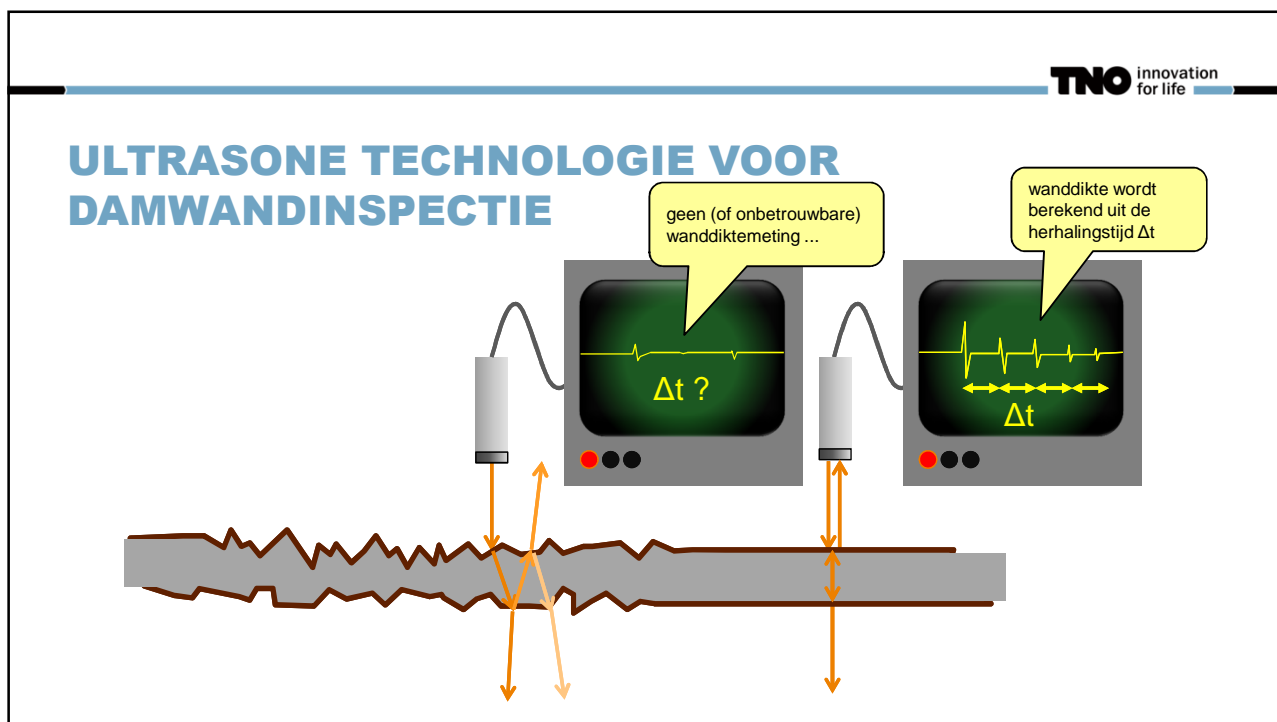 TNO innovation
for life
ULTRASONE TECHNOLOGIE VOOR
DAMWANDINSPECTIE
geen (of onbetrouwbare)
wanddiktemeting ...
wanddikte wordt
berekend uit de
herhalingstijd Δt
Δt ?
Δt